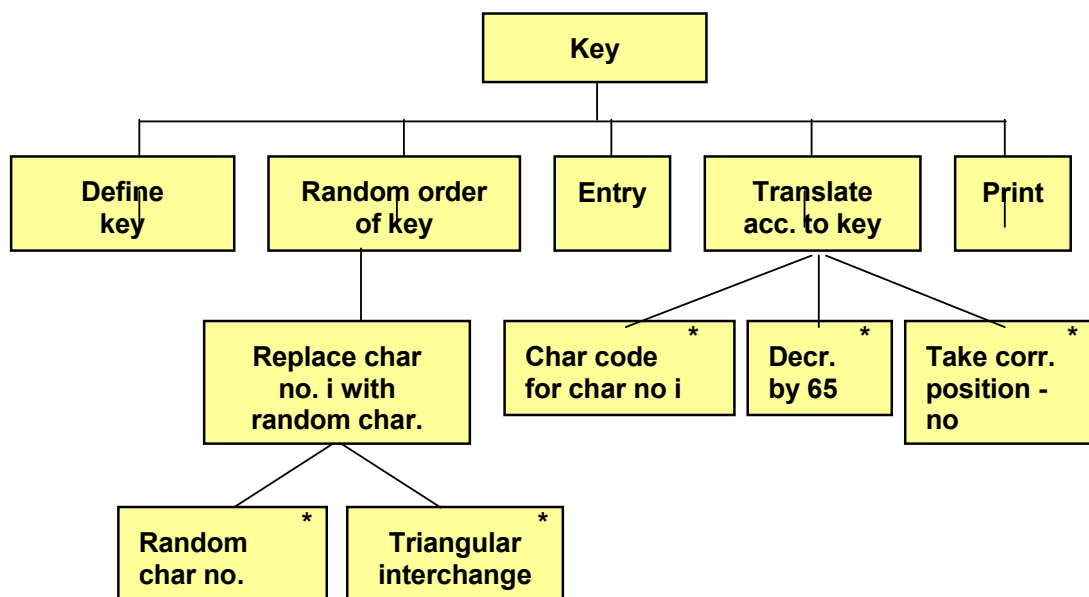 Key
Define
key
Random order
of key
Entry
Translate
acc. to key
Print
Replace char
no. i with
random char.
*
Char code
for char no i
*
Decr.
by 65
*
Take corr.
position -
no
*
Random
char no.
*
Triangular
interchange